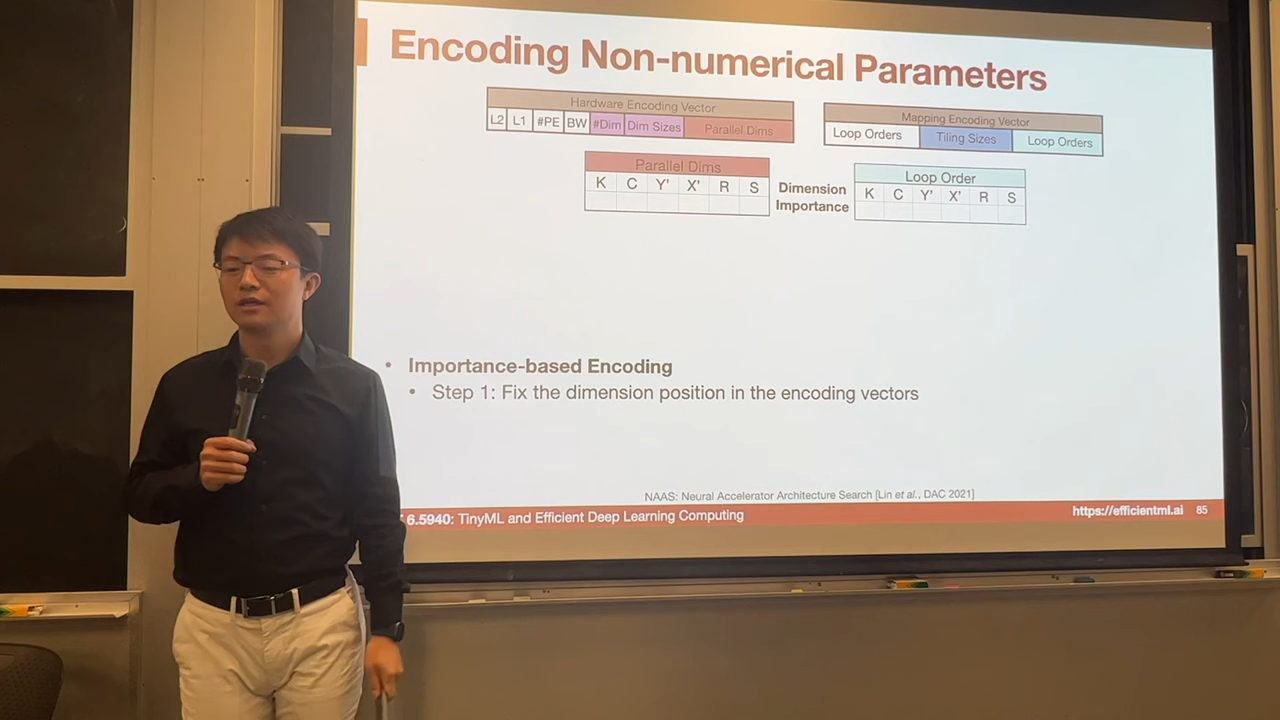 Encoding Non-numerical Parameters
Hardware Encoding Vector
L2 L1 #PE BW #Dim Dim Sizes Parallel Dims
Mapping Encoding Vector
Loop Orders Tiling Sizes Loop Orders
Parallel Dims
K C Y' X' R S
Dimension
Importance
Loop Order
K C Y' X' R S
• Importance-based Encoding
• Step 1: Fix the dimension position in the encoding vectors
NAAS: Neural Accelerator Architecture Search [Lin et al., DAC 2021]
6.5940: TinyML and Efficient Deep Learning Computing
https://efficientml.ai 85